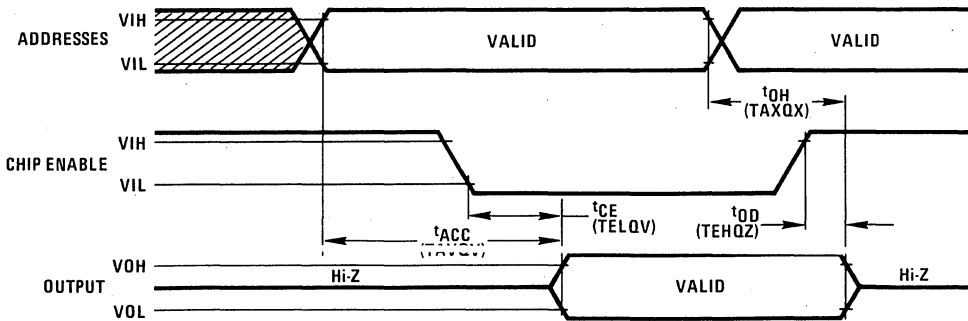 ADDRESSES
VIH
VIL
VALID
VALID
tOH
(TAXQX)
CHIP ENABLE
VIH
VIL
tCE
(TELQV)
tOD
(TEHQZ)
tACC
(TAVQV)
OUTPUT
VOH
VOL
Hi-Z
VALID
Hi-Z